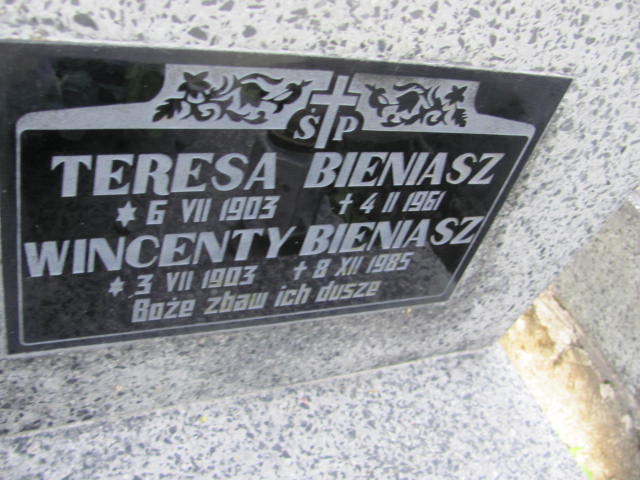 ŚP
TERESA BIENIASZ
* 6 VII 1903 † 4 II 1961
WINCENTY BIENIASZ
* 3 VII 1903 † 8 XII 1985
Boże zbaw ich dusze